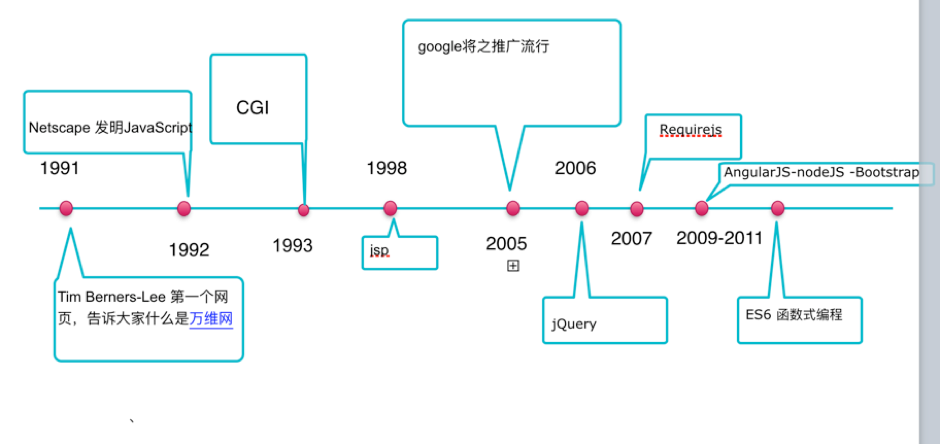 google将之推广流行
CGI
Netscape 发明JavaScript
Requirejs
1991
1998
2006
AngularJS-nodeJS -Bootstrap
1992
1993
jsp
2005
2007
2009-2011
Tim Berners-Lee 第一个网
页，告诉大家什么是万维网
jQuery
ES6 函数式编程
、